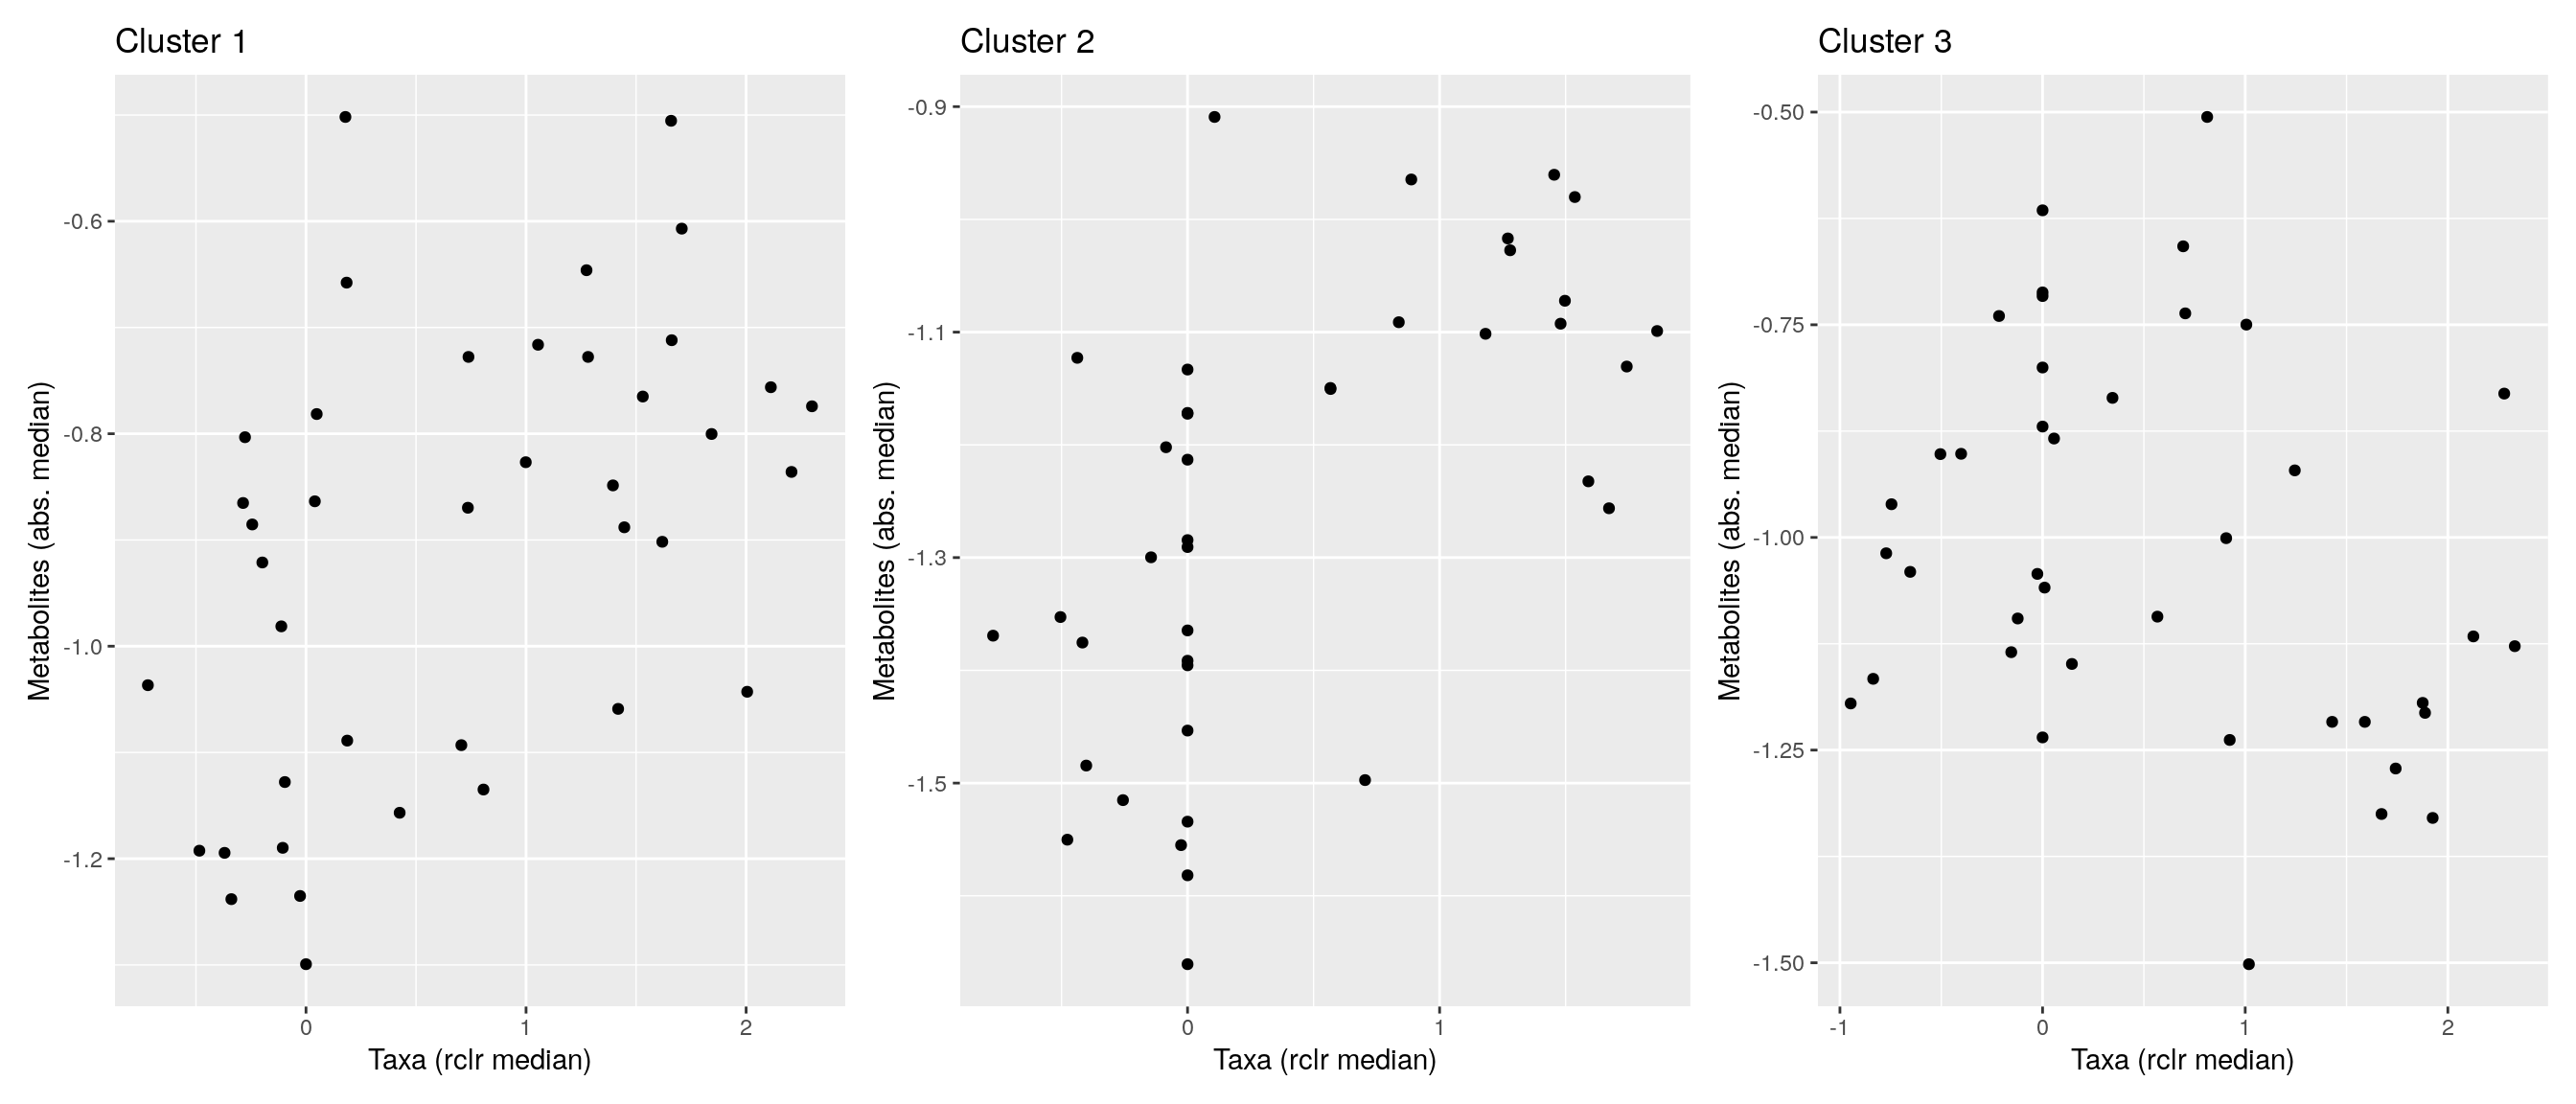 Cluster 1
Metabolites (abs. median)
-0.6
-0.8
-1.0
-1.2
0 1 2
Taxa (rclr median)
Cluster 2
Metabolites (abs. median)
-0.9
-1.1
-1.3
-1.5
0 1
Taxa (rclr median)
Cluster 3
Metabolites (abs. median)
-0.50
-0.75
-1.00
-1.25
-1.50
-1 0 1 2
Taxa (rclr median)